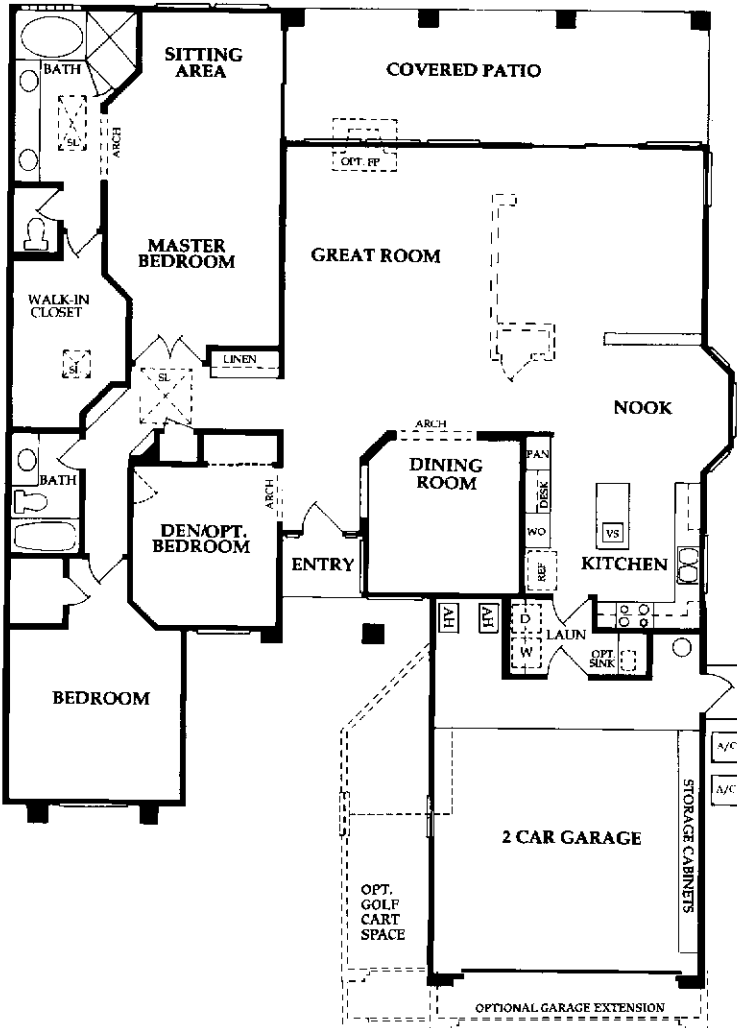 SITTING
AREA
COVERED PATIO
BATH
SL
ARCH
OPT. FP
MASTER
BEDROOM
GREAT ROOM
WALK-IN
CLOSET
SL
LINEN
SL
NOOK
ARCH
DINING
ROOM
PAN
DESK
WO
REF
VS
KITCHEN
BATH
ARCH
DEN/OPT.
BEDROOM
ENTRY
AH
AH
D
W
LAUN
OPT.
SINK
BEDROOM
A/C
A/C
STORAGE CABINETS
2 CAR GARAGE
OPT.
GOLF
CART
SPACE
OPTIONAL GARAGE EXTENSION